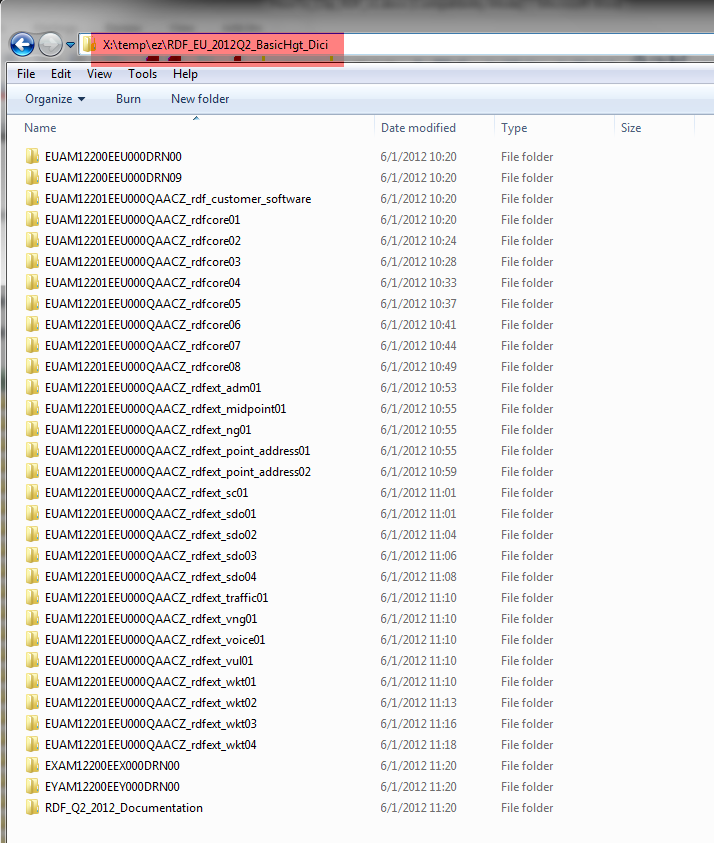 X:\temp\ez\RDF_EU_2012Q2_BasicHgt_Dici
File Edit View Tools Help
Organize Burn New folder
Name Date modified Type Size
EUAM12200EEU000DRN00 6/1/2012 10:20 File folder
EUAM12200EEU000DRN09 6/1/2012 10:20 File folder
EUAM12201EEU000QAACZ_rdf_customer_software 6/1/2012 10:20 File folder
EUAM12201EEU000QAACZ_rdfcore01 6/1/2012 10:20 File folder
EUAM12201EEU000QAACZ_rdfcore02 6/1/2012 10:24 File folder
EUAM12201EEU000QAACZ_rdfcore03 6/1/2012 10:28 File folder
EUAM12201EEU000QAACZ_rdfcore04 6/1/2012 10:33 File folder
EUAM12201EEU000QAACZ_rdfcore05 6/1/2012 10:37 File folder
EUAM12201EEU000QAACZ_rdfcore06 6/1/2012 10:41 File folder
EUAM12201EEU000QAACZ_rdfcore07 6/1/2012 10:44 File folder
EUAM12201EEU000QAACZ_rdfcore08 6/1/2012 10:49 File folder
EUAM12201EEU000QAACZ_rdfext_adm01 6/1/2012 10:53 File folder
EUAM12201EEU000QAACZ_rdfext_midpoint01 6/1/2012 10:55 File folder
EUAM12201EEU000QAACZ_rdfext_ng01 6/1/2012 10:55 File folder
EUAM12201EEU000QAACZ_rdfext_point_address01 6/1/2012 10:55 File folder
EUAM12201EEU000QAACZ_rdfext_point_address02 6/1/2012 10:59 File folder
EUAM12201EEU000QAACZ_rdfext_sc01 6/1/2012 11:01 File folder
EUAM12201EEU000QAACZ_rdfext_sdo01 6/1/2012 11:01 File folder
EUAM12201EEU000QAACZ_rdfext_sdo02 6/1/2012 11:04 File folder
EUAM12201EEU000QAACZ_rdfext_sdo03 6/1/2012 11:06 File folder
EUAM12201EEU000QAACZ_rdfext_sdo04 6/1/2012 11:08 File folder
EUAM12201EEU000QAACZ_rdfext_traffic01 6/1/2012 11:10 File folder
EUAM12201EEU000QAACZ_rdfext_vng01 6/1/2012 11:10 File folder
EUAM12201EEU000QAACZ_rdfext_voice01 6/1/2012 11:10 File folder
EUAM12201EEU000QAACZ_rdfext_vul01 6/1/2012 11:10 File folder
EUAM12201EEU000QAACZ_rdfext_wkt01 6/1/2012 11:10 File folder
EUAM12201EEU000QAACZ_rdfext_wkt02 6/1/2012 11:13 File folder
EUAM12201EEU000QAACZ_rdfext_wkt03 6/1/2012 11:16 File folder
EUAM12201EEU000QAACZ_rdfext_wkt04 6/1/2012 11:18 File folder
EXAM12200EEX000DRN00 6/1/2012 11:20 File folder
EYAM12200EEY000DRN00 6/1/2012 11:20 File folder
RDF_Q2_2012_Documentation 6/1/2012 11:20 File folder